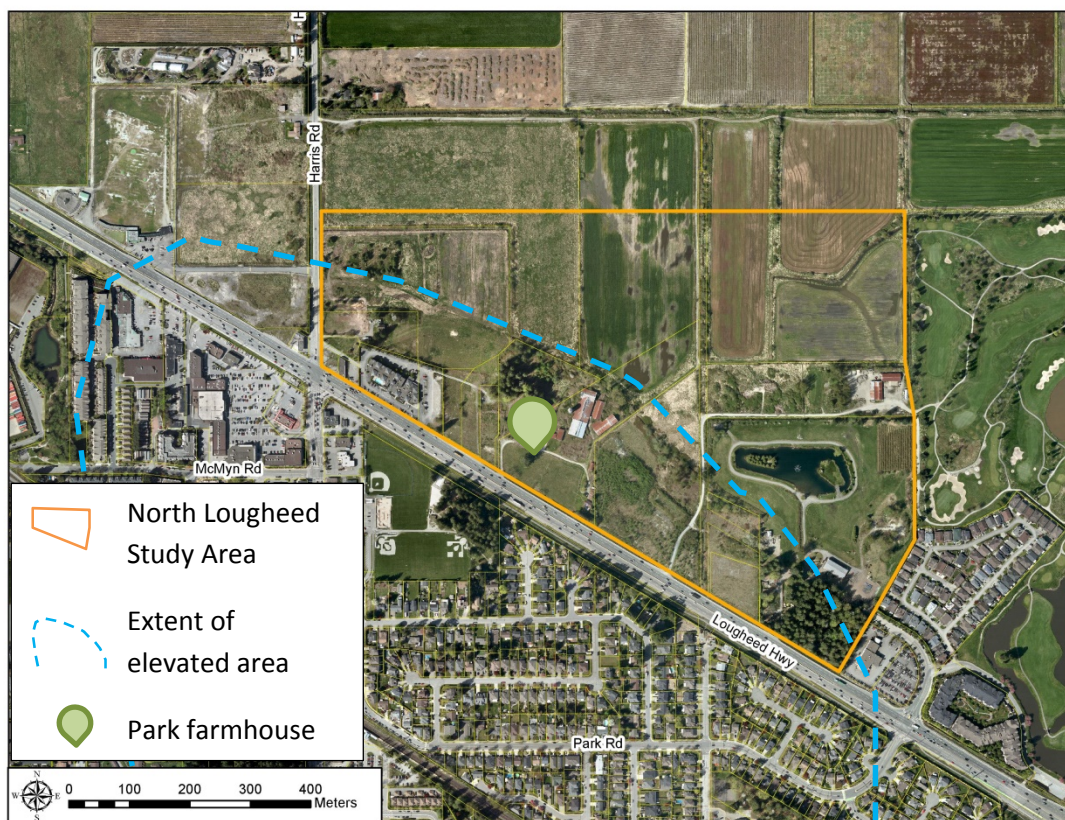 H
Harris Rd
McMyn Rd
Lougheed Hwy
Park Rd
North Lougheed
Study Area
Extent of
elevated area
Park farmhouse
N
W E
S
0 100 200 300 400
Meters